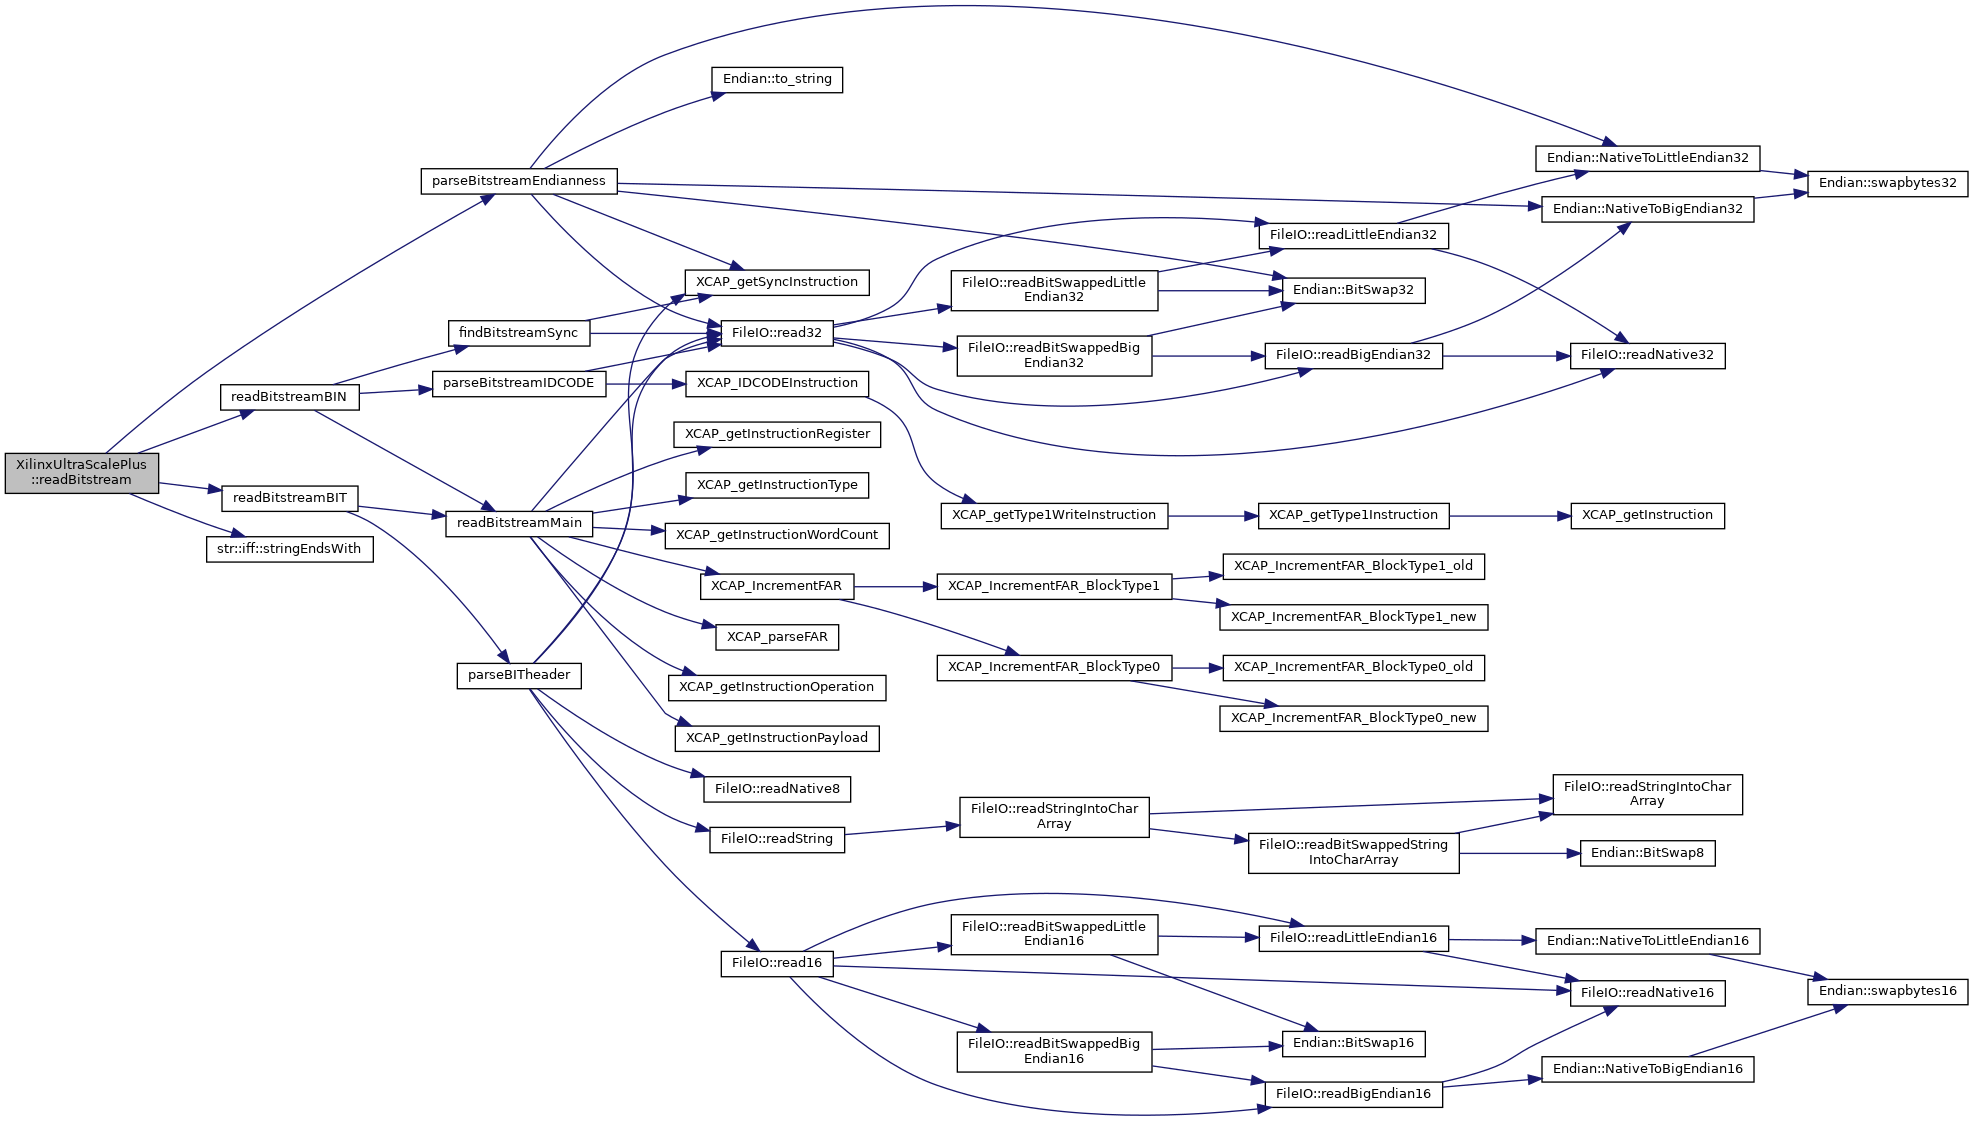 XilinxUltraScalePlus
::readBitstream
parseBitstreamEndianness
readBitstreamBIN
readBitstreamBIT
str::iff::stringEndsWith
findBitstreamSync
parseBitstreamIDCODE
readBitstreamMain
parseBITheader
Endian::to_string
XCAP_getSyncInstruction
FileIO::read32
XCAP_IDCODEInstruction
XCAP_getInstructionRegister
XCAP_getInstructionType
XCAP_getInstructionWordCount
XCAP_IncrementFAR
XCAP_parseFAR
XCAP_getInstructionOperation
XCAP_getInstructionPayload
FileIO::readNative8
FileIO::readString
FileIO::read16
FileIO::readBitSwappedLittle
Endian32
FileIO::readBitSwappedBig
Endian32
XCAP_getType1WriteInstruction
XCAP_IncrementFAR_BlockType1
XCAP_IncrementFAR_BlockType0
FileIO::readStringIntoChar
Array
FileIO::readBitSwappedLittle
Endian16
FileIO::readBitSwappedBig
Endian16
FileIO::readLittleEndian32
Endian::BitSwap32
FileIO::readBigEndian32
XCAP_getType1Instruction
XCAP_IncrementFAR_BlockType1_old
XCAP_IncrementFAR_BlockType1_new
XCAP_IncrementFAR_BlockType0_old
XCAP_IncrementFAR_BlockType0_new
FileIO::readBitSwappedString
IntoCharArray
FileIO::readLittleEndian16
Endian::BitSwap16
FileIO::readBigEndian16
Endian::NativeToLittleEndian32
Endian::NativeToBigEndian32
FileIO::readNative32
XCAP_getInstruction
FileIO::readStringIntoChar
Array
Endian::BitSwap8
Endian::NativeToLittleEndian16
FileIO::readNative16
Endian::NativeToBigEndian16
Endian::swapbytes32
Endian::swapbytes16